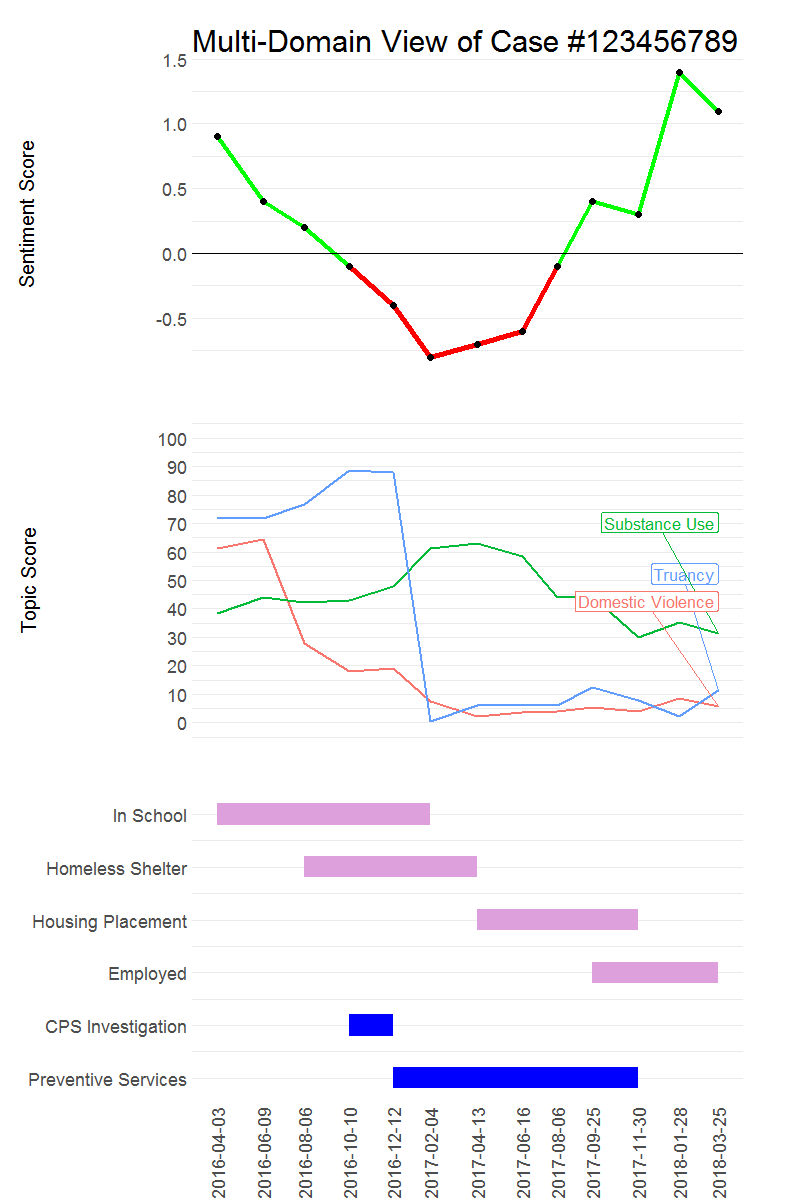 Multi-Domain View of Case #123456789
Sentiment Score
1.5
1.0
0.5
0.0
-0.5
Topic Score
100
90
80
70
60
50
40
30
20
10
0
Substance Use
Truancy
Domestic Violence
In School
Homeless Shelter
Housing Placement
Employed
CPS Investigation
Preventive Services
2016-04-03
2016-06-09
2016-08-06
2016-10-10
2016-12-12
2017-02-04
2017-04-13
2017-06-16
2017-08-06
2017-09-25
2017-11-30
2018-01-28
2018-03-25